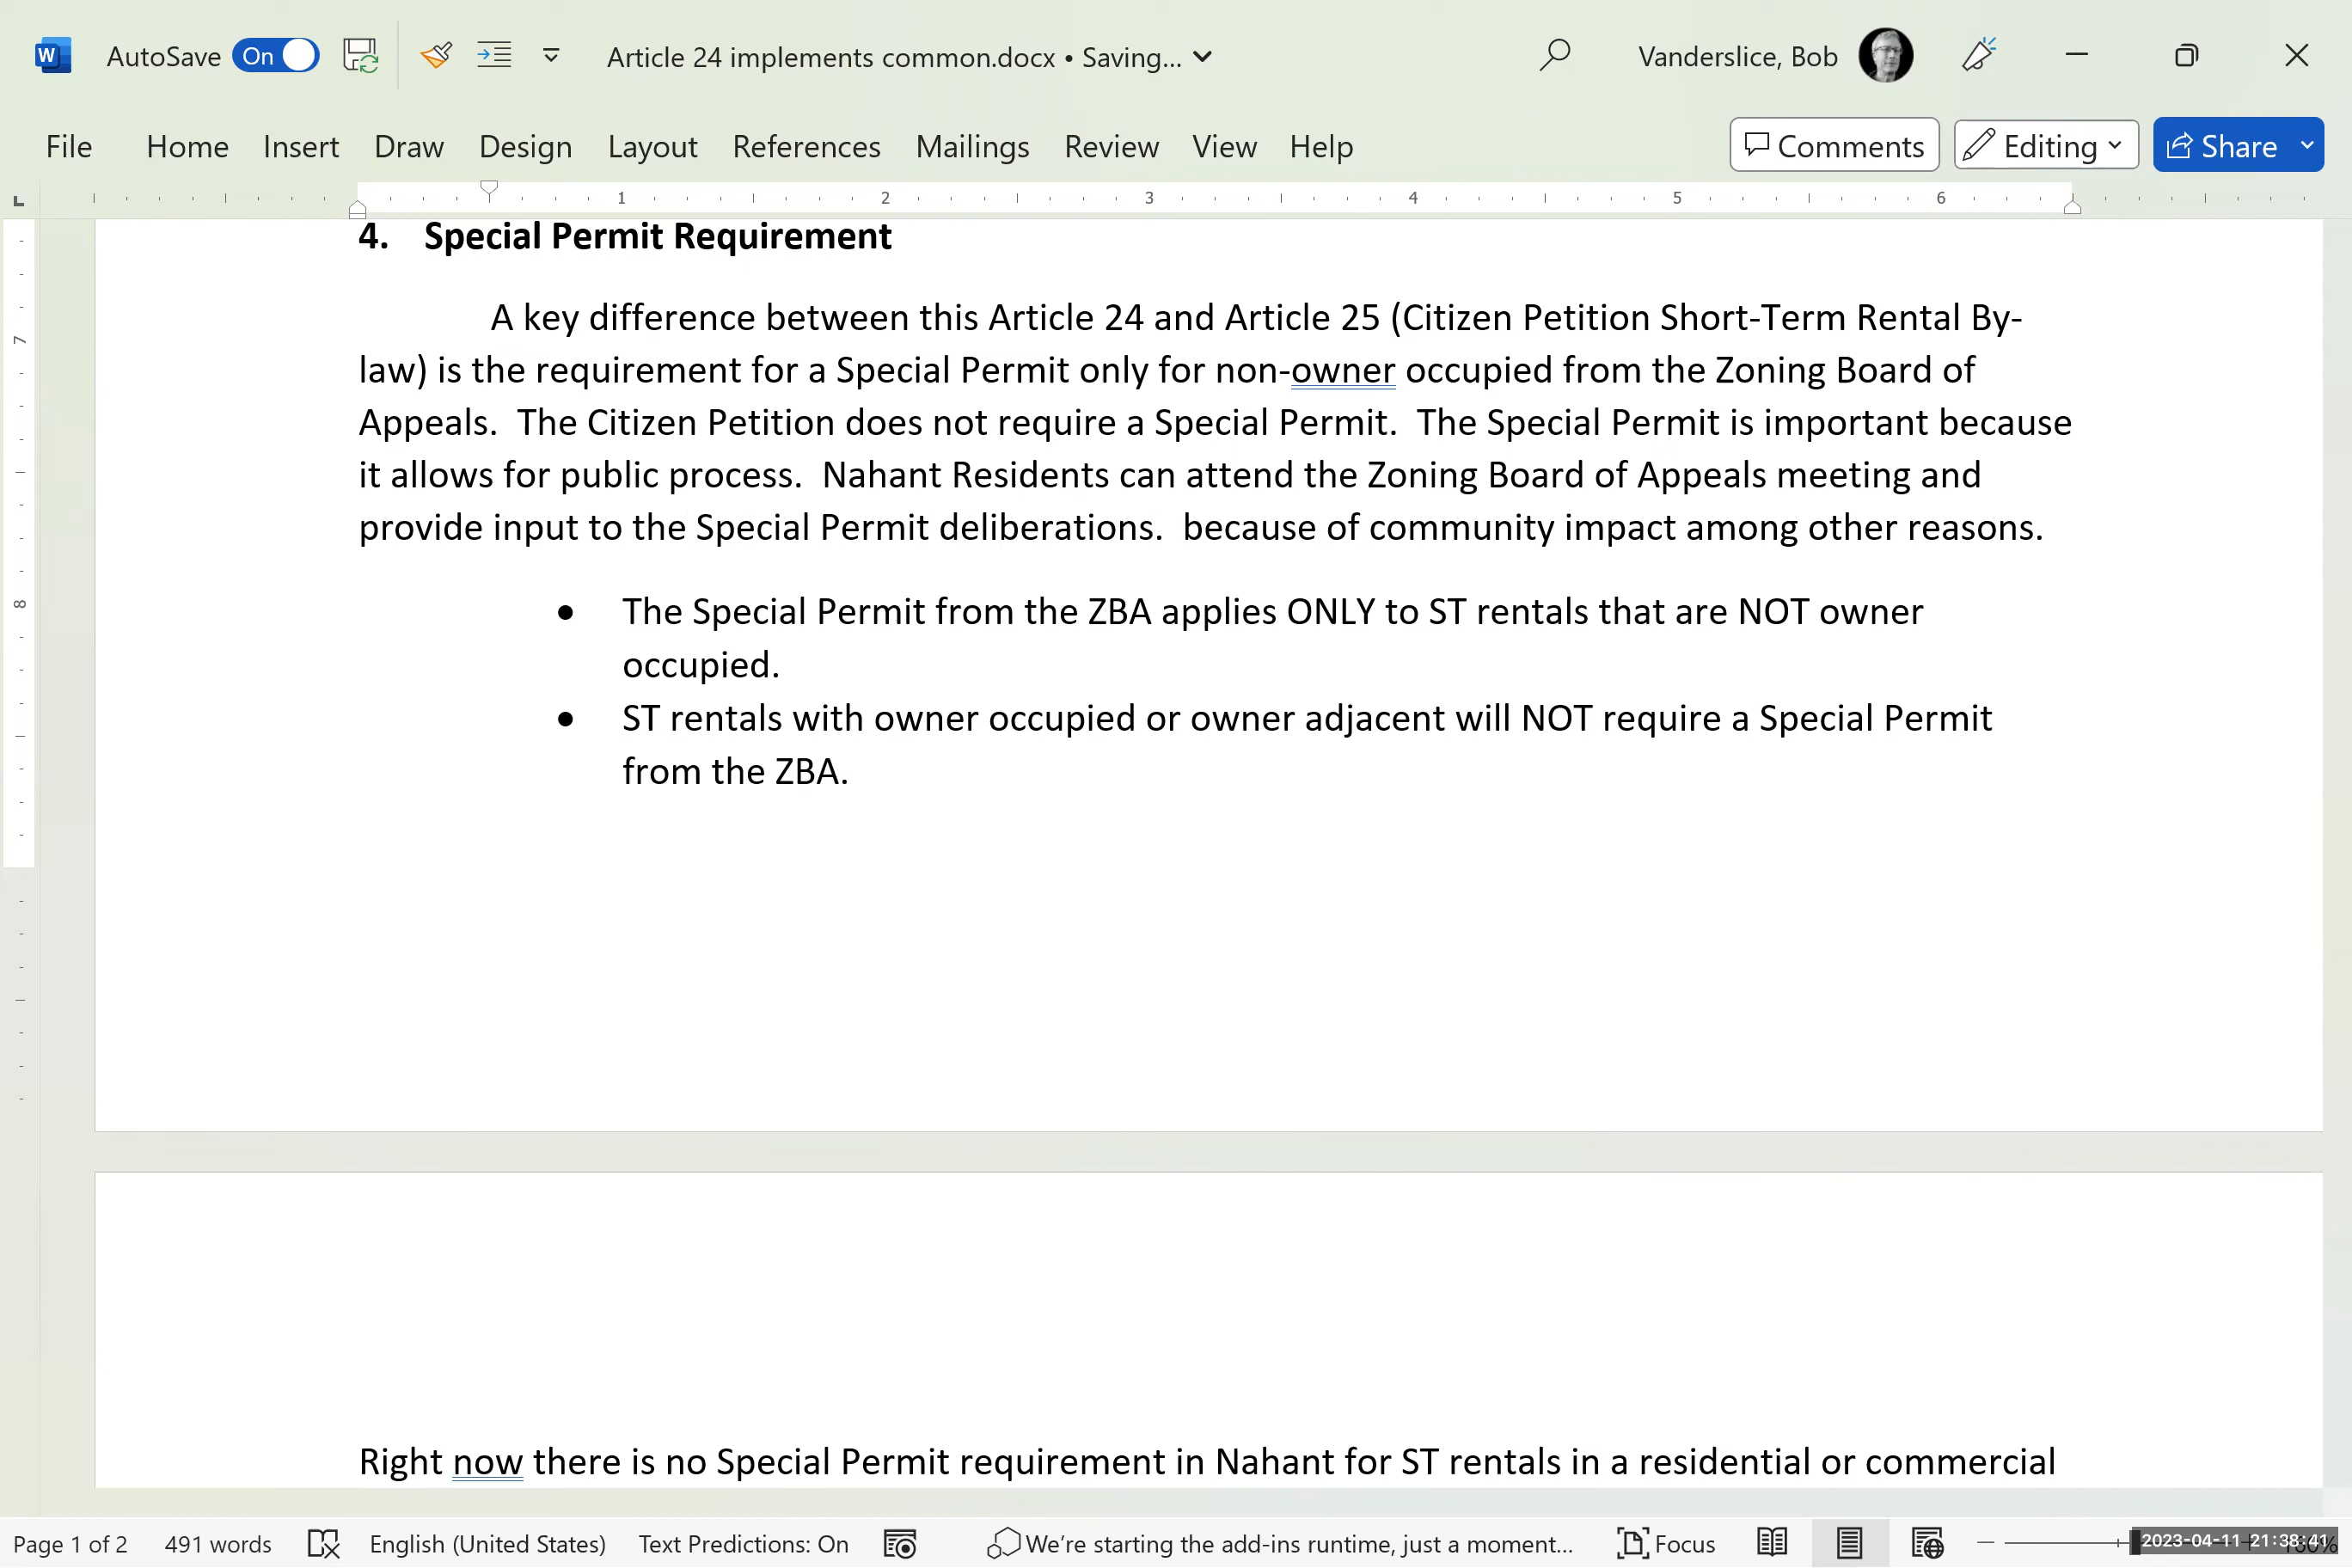 AutoSave On Article 24 implements common.docx • Saving... Vanderslice, Bob
File Home Insert Draw Design Layout References Mailings Review View Help Comments Editing Share
1 2 3 4 5 6
4. Special Permit Requirement
A key difference between this Article 24 and Article 25 (Citizen Petition Short-Term Rental By-
law) is the requirement for a Special Permit only for non-owner occupied from the Zoning Board of
Appeals. The Citizen Petition does not require a Special Permit. The Special Permit is important because
it allows for public process. Nahant Residents can attend the Zoning Board of Appeals meeting and
provide input to the Special Permit deliberations. because of community impact among other reasons.
• The Special Permit from the ZBA applies ONLY to ST rentals that are NOT owner
occupied.
• ST rentals with owner occupied or owner adjacent will NOT require a Special Permit
from the ZBA.
7
8
Right now there is no Special Permit requirement in Nahant for ST rentals in a residential or commercial
Page 1 of 2 491 words English (United States) Text Predictions: On We're starting the add-ins runtime, just a moment... Focus 2023-04-11 21:38:41